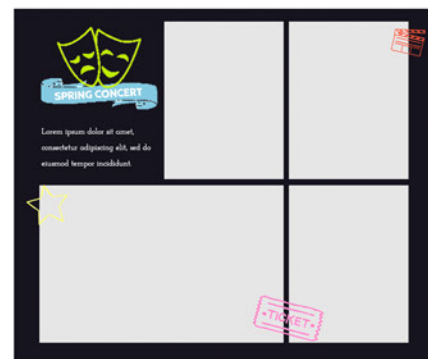 SPRING CONCERT
Lorem ipsum dolor sit amet,
consectetur adipiscing elit, sed do
eiusmod tempor incididunt.
TICKET